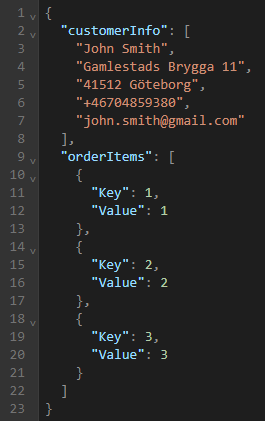 1 {
2 "customerInfo": [
3 "John Smith",
4 "Gamlestads Brygga 11",
5 "41512 Göteborg",
6 "+46704859380",
7 "john.smith@gmail.com"
8 ],
9 "orderItems": [
10 {
11 "Key": 1,
12 "Value": 1
13 },
14 {
15 "Key": 2,
16 "Value": 2
17 },
18 {
19 "Key": 3,
20 "Value": 3
21 }
22 ]
23 }